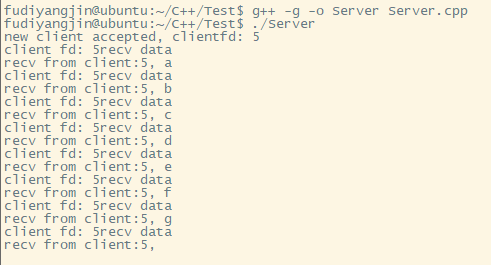 fudiyangjin@ubuntu:~/C++/Test$ g++ -g -o Server Server.cpp
fudiyangjin@ubuntu:~/C++/Test$ ./Server
new client accepted, clientfd: 5
client fd: 5recv data
recv from client:5, a
client fd: 5recv data
recv from client:5, b
client fd: 5recv data
recv from client:5, c
client fd: 5recv data
recv from client:5, d
client fd: 5recv data
recv from client:5, e
client fd: 5recv data
recv from client:5, f
client fd: 5recv data
recv from client:5, g
client fd: 5recv data
recv from client:5,